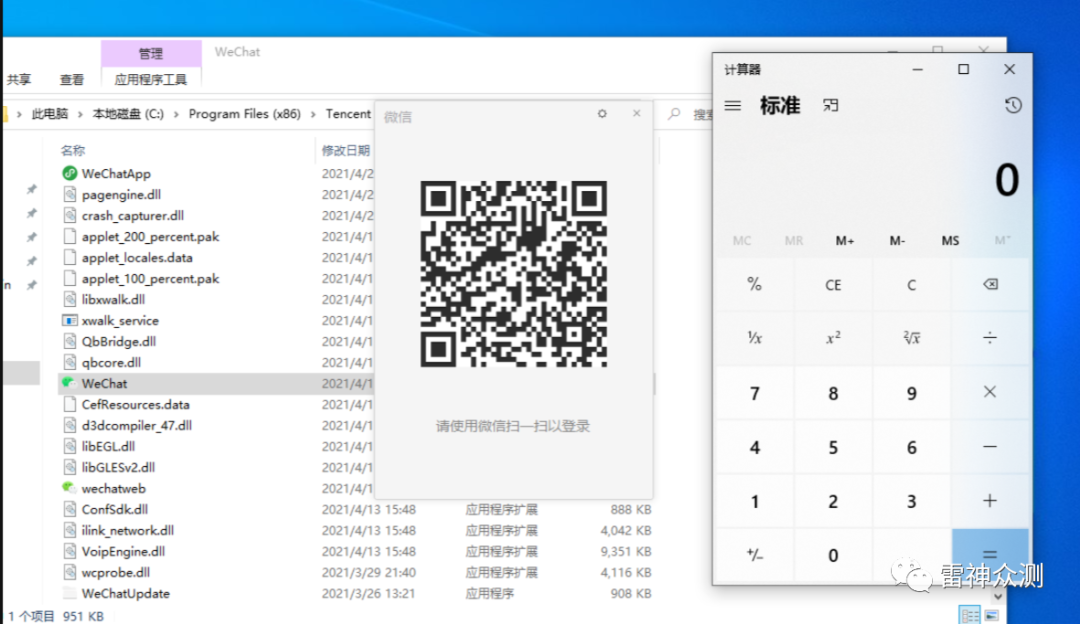 管理
WeChat
共享
查看
应用程序工具
此电脑 > 本地磁盘 (C:) > Program Files (x86) > Tencent
搜索
名称
修改日期
WeChatApp 2021/4/2
pagengine.dll 2021/4/2
crash_capturer.dll 2021/4/2
applet_200_percent.pak 2021/4/1
applet_locales.data 2021/4/1
applet_100_percent.pak 2021/4/1
libxwalk.dll 2021/4/1
xwalk_service 2021/4/1
QbBridge.dll 2021/4/1
qbcore.dll 2021/4/1
WeChat 2021/4/1
CefResources.data 2021/4/1
d3dcompiler_47.dll 2021/4/1
libEGL.dll 2021/4/1
libGLESv2.dll 2021/4/1
wechatweb 2021/4/1
ConfSdk.dll 2021/4/13 15:48 应用程序扩展 888 KB
ilink_network.dll 2021/4/13 15:48 应用程序扩展 4,042 KB
VoipEngine.dll 2021/4/13 15:48 应用程序扩展 9,351 KB
wcprobe.dll 2021/3/29 21:40 应用程序扩展 4,116 KB
WeChatUpdate 2021/3/26 13:21 应用程序 908 KB
n
1 个项目 951 KB
微信
请使用微信扫一扫以登录
计算器
标准
0
MC MR M+ M- MS M˅
% CE C
¹/x x² ²√x ÷
7 8 9 ×
4 5 6 −
1 2 3 +
+/− 0 =
雷神众测